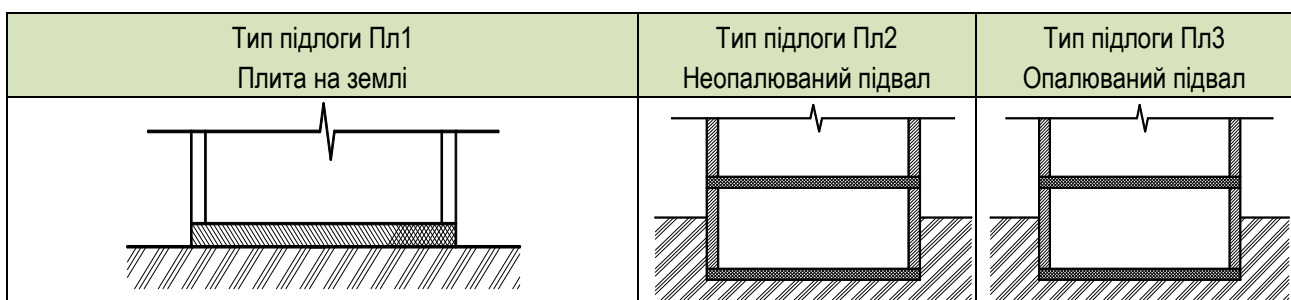 Тип підлоги Пл1
Плита на землі
Тип підлоги Пл2
Неопалюваний підвал
Тип підлоги Пл3
Опалюваний підвал